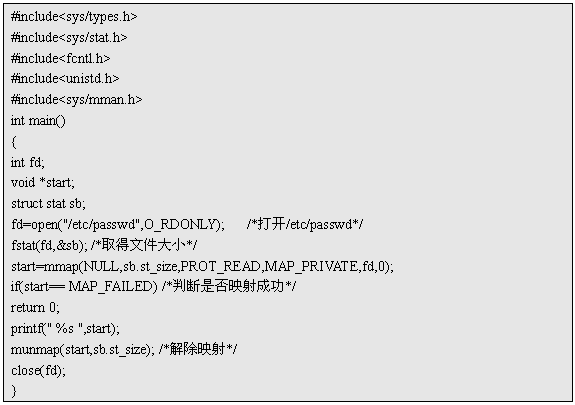 #include<sys/types.h>
#include<sys/stat.h>
#include<fcntl.h>
#include<unistd.h>
#include<sys/mman.h>
int main()
{
int fd;
void *start;
struct stat sb;
fd=open("/etc/passwd",O_RDONLY); /*打开/etc/passwd*/
fstat(fd,&sb); /*取得文件大小*/
start=mmap(NULL,sb.st_size,PROT_READ,MAP_PRIVATE,fd,0);
if(start== MAP_FAILED) /*判断是否映射成功*/
return 0;
printf(" %s ",start);
munmap(start,sb.st_size); /*解除映射*/
close(fd);
}